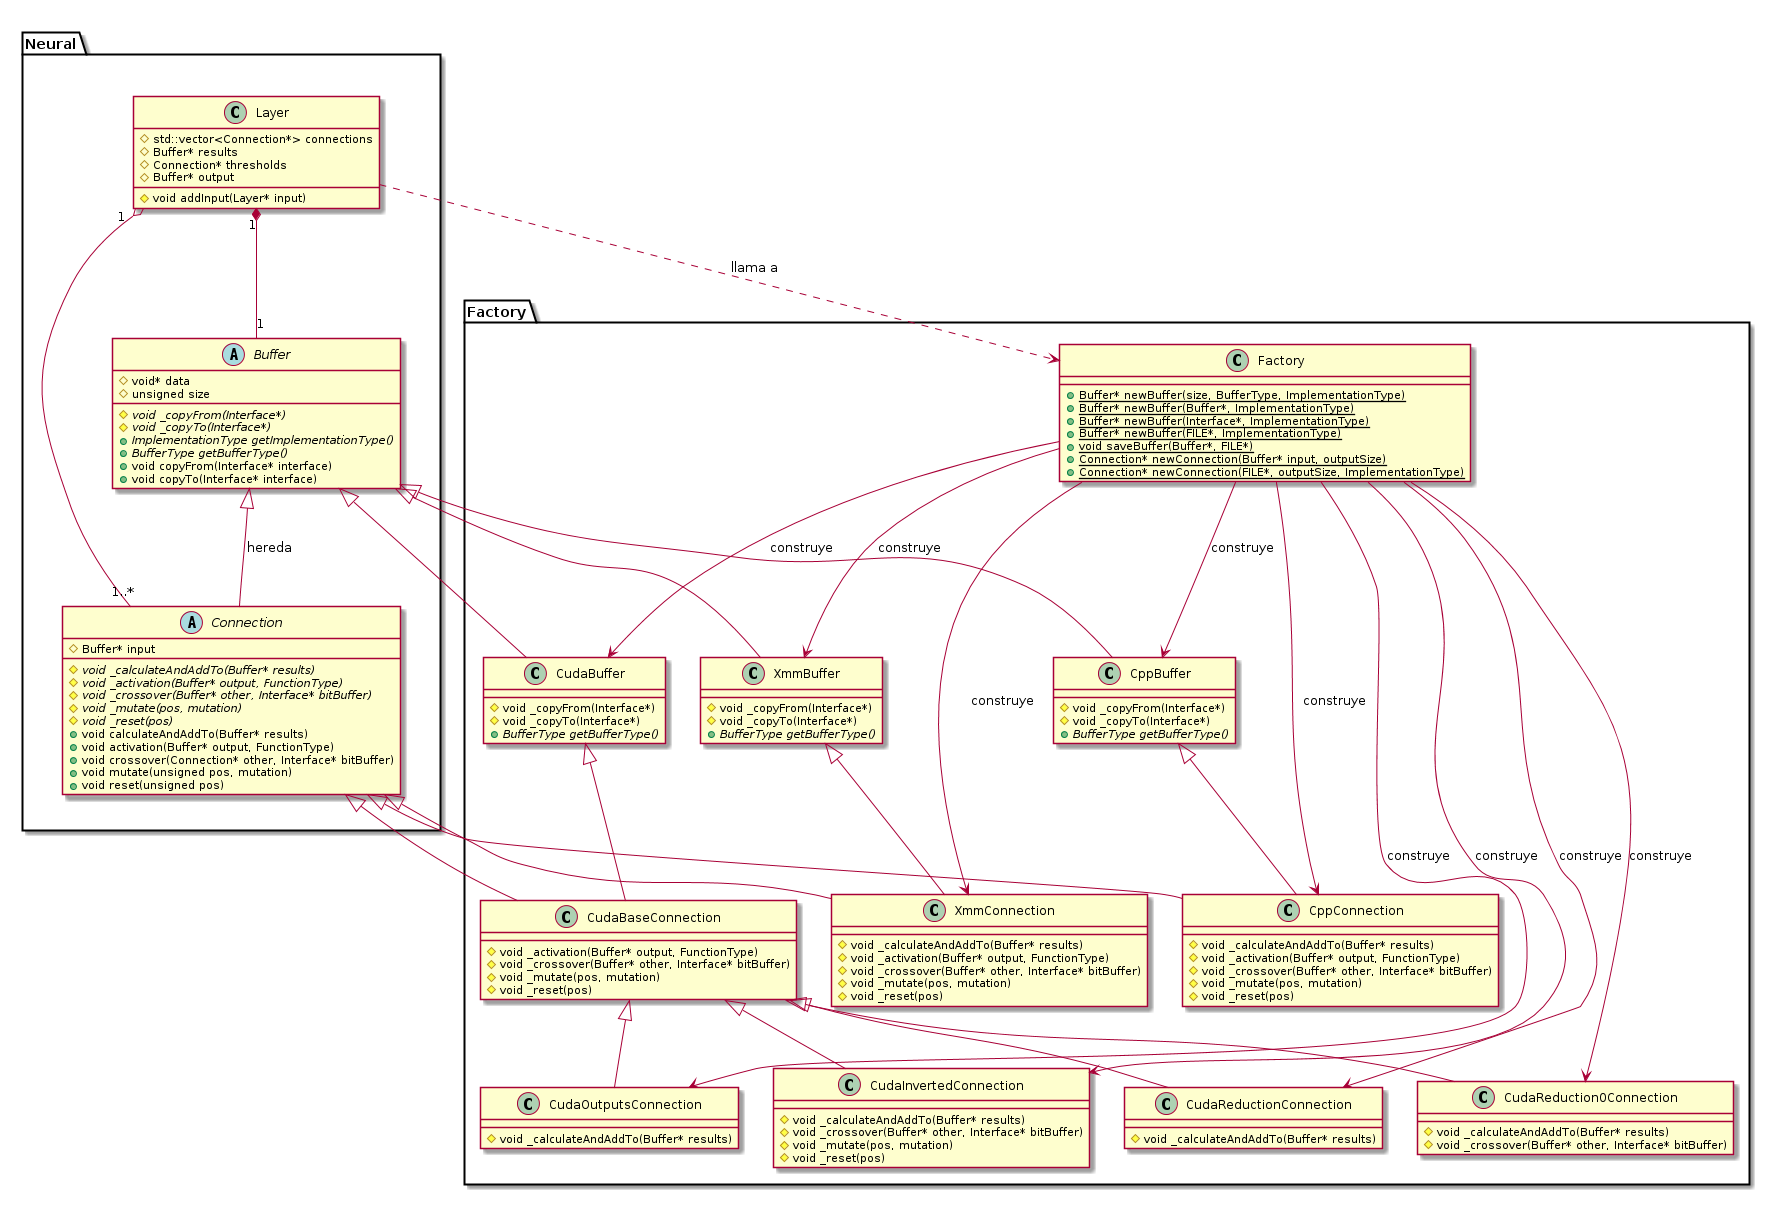 Neural
C Layer
std::vector<Connection*> connections
Buffer* results
Connection* thresholds
Buffer* output
void addInput(Layer* input)
1
1
llama a
1
Factory
A Buffer
void* data
unsigned size
void _copyFrom(Interface*)
void _copyTo(Interface*)
ImplementationType getImplementationType()
BufferType getBufferType()
void copyFrom(Interface* interface)
void copyTo(Interface* interface)
C Factory
Buffer* newBuffer(size, BufferType, ImplementationType)
Buffer* newBuffer(Buffer*, ImplementationType)
Buffer* newBuffer(Interface*, ImplementationType)
Buffer* newBuffer(FILE*, ImplementationType)
void saveBuffer(Buffer*, FILE*)
Connection* newConnection(Buffer* input, outputSize)
Connection* newConnection(FILE*, outputSize, ImplementationType)
hereda
construye
construye
construye
1..*
A Connection
Buffer* input
void _calculateAndAddTo(Buffer* results)
void _activation(Buffer* output, FunctionType)
void _crossover(Buffer* other, Interface* bitBuffer)
void _mutate(pos, mutation)
void _reset(pos)
void calculateAndAddTo(Buffer* results)
void activation(Buffer* output, FunctionType)
void crossover(Connection* other, Interface* bitBuffer)
void mutate(unsigned pos, mutation)
void reset(unsigned pos)
C CudaBuffer
void _copyFrom(Interface*)
void _copyTo(Interface*)
BufferType getBufferType()
C XmmBuffer
void _copyFrom(Interface*)
void _copyTo(Interface*)
BufferType getBufferType()
C CppBuffer
void _copyFrom(Interface*)
void _copyTo(Interface*)
BufferType getBufferType()
construye
construye
construye
construye
construye
construye
C CudaBaseConnection
void _activation(Buffer* output, FunctionType)
void _crossover(Buffer* other, Interface* bitBuffer)
void _mutate(pos, mutation)
void _reset(pos)
C XmmConnection
void _calculateAndAddTo(Buffer* results)
void _activation(Buffer* output, FunctionType)
void _crossover(Buffer* other, Interface* bitBuffer)
void _mutate(pos, mutation)
void _reset(pos)
C CppConnection
void _calculateAndAddTo(Buffer* results)
void _activation(Buffer* output, FunctionType)
void _crossover(Buffer* other, Interface* bitBuffer)
void _mutate(pos, mutation)
void _reset(pos)
C CudaOutputsConnection
void _calculateAndAddTo(Buffer* results)
C CudaInvertedConnection
void _calculateAndAddTo(Buffer* results)
void _crossover(Buffer* other, Interface* bitBuffer)
void _mutate(pos, mutation)
void _reset(pos)
C CudaReductionConnection
void _calculateAndAddTo(Buffer* results)
C CudaReduction0Connection
void _calculateAndAddTo(Buffer* results)
void _crossover(Buffer* other, Interface* bitBuffer)